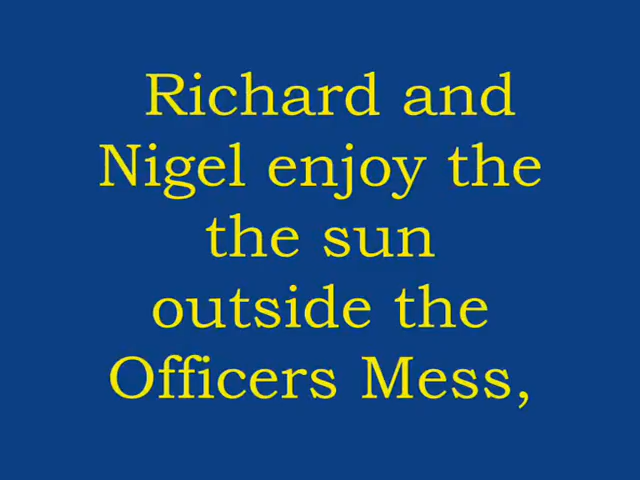 Richard and
Nigel enjoy the
the sun
outside the
Officers Mess,